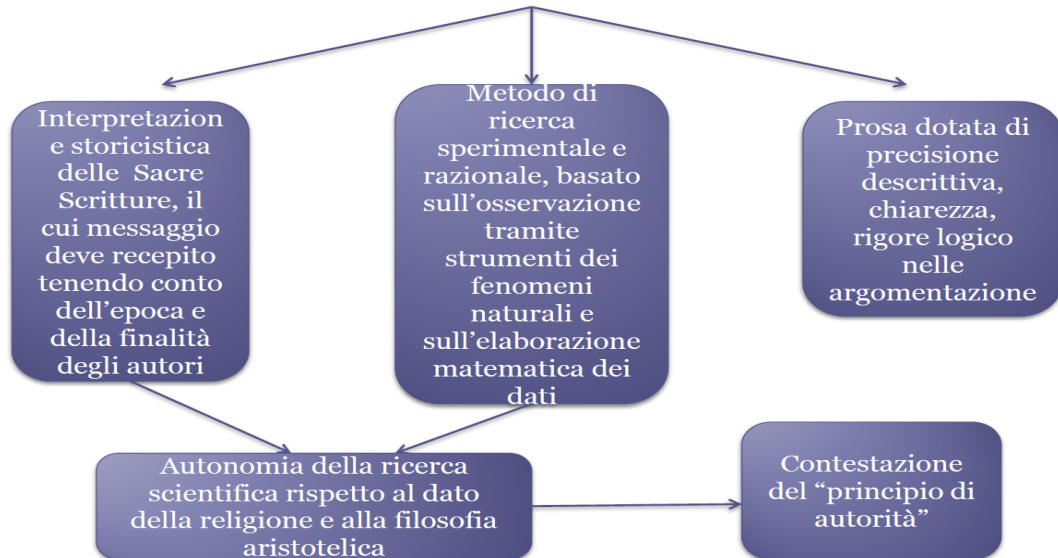 Interpretazion
e storicistica
delle Sacre
Scritture, il
cui messaggio
deve recepito
tenendo conto
dell'epoca e
della finalità
degli autori
Metodo di
ricerca
sperimentale e
razionale, basato
sull'osservazione
tramite
strumenti dei
fenomeni
naturali e
sull'elaborazione
matematica dei
dati
Prosa dotata di
precisione
descrittiva,
chiarezza,
rigore logico
nelle
argomentazione
Autonomia della ricerca
scientifica rispetto al dato
della religione e alla filosofia
aristotelica
Contestazione
del “principio di
autorità”